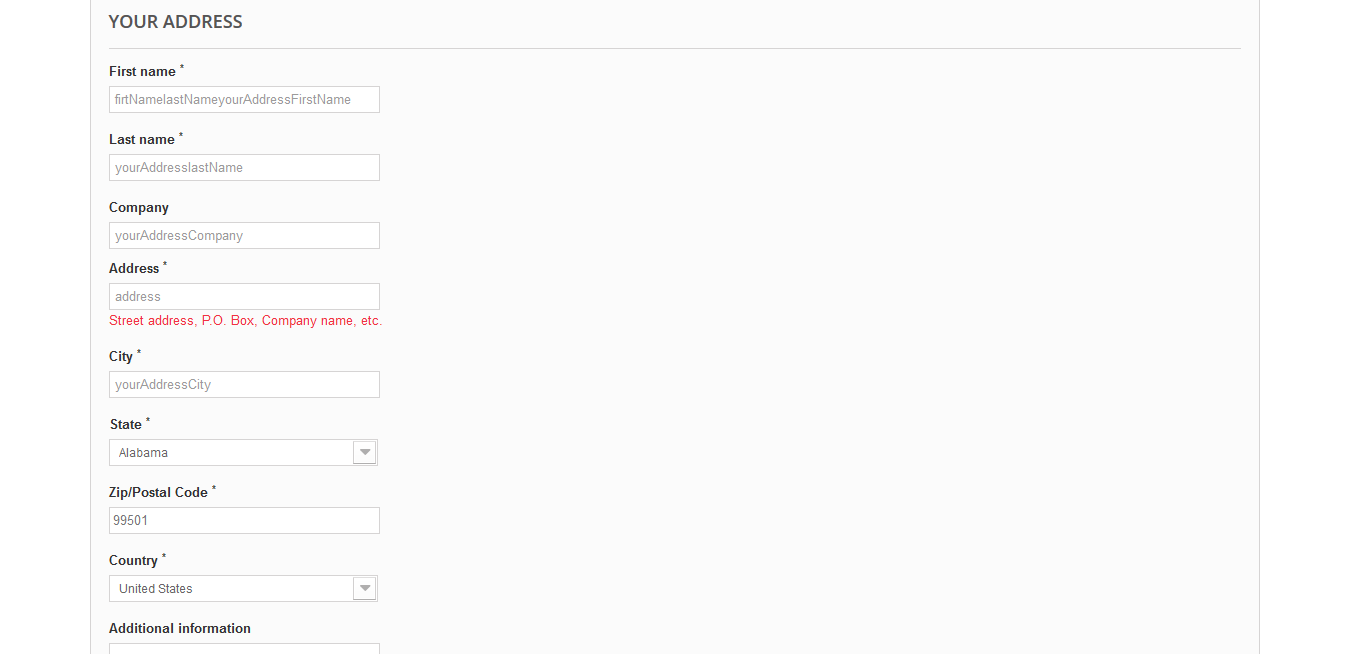 YOUR ADDRESS
First name *
firtNamelastNameyourAddressFirstName
Last name *
yourAddresslastName
Company
yourAddressCompany
Address *
address
Street address, P.O. Box, Company name, etc.
City *
yourAddressCity
State *
Alabama
Zip/Postal Code *
99501
Country *
United States
Additional information